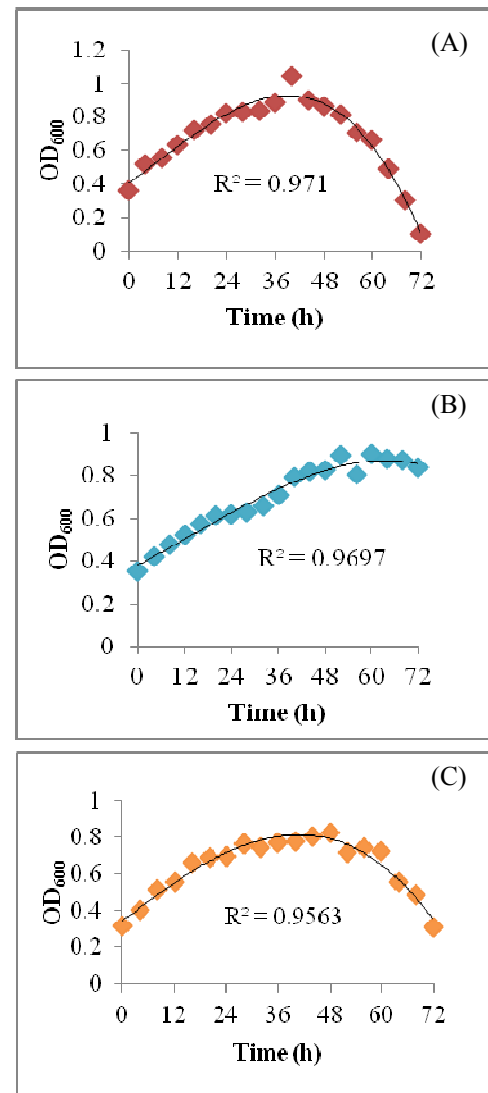 (A)
1.2
1
0.8
0.6
0.4
0.2
0
OD₆₀₀
R² = 0.971
0 12 24 36 48 60 72
Time (h)
(B)
1
0.8
0.6
0.4
0.2
0
OD₆₀₀
R² = 0.9697
0 12 24 36 48 60 72
Time (h)
(C)
1
0.8
0.6
0.4
0.2
0
OD₆₀₀
R² = 0.9563
0 12 24 36 48 60 72
Time (h)